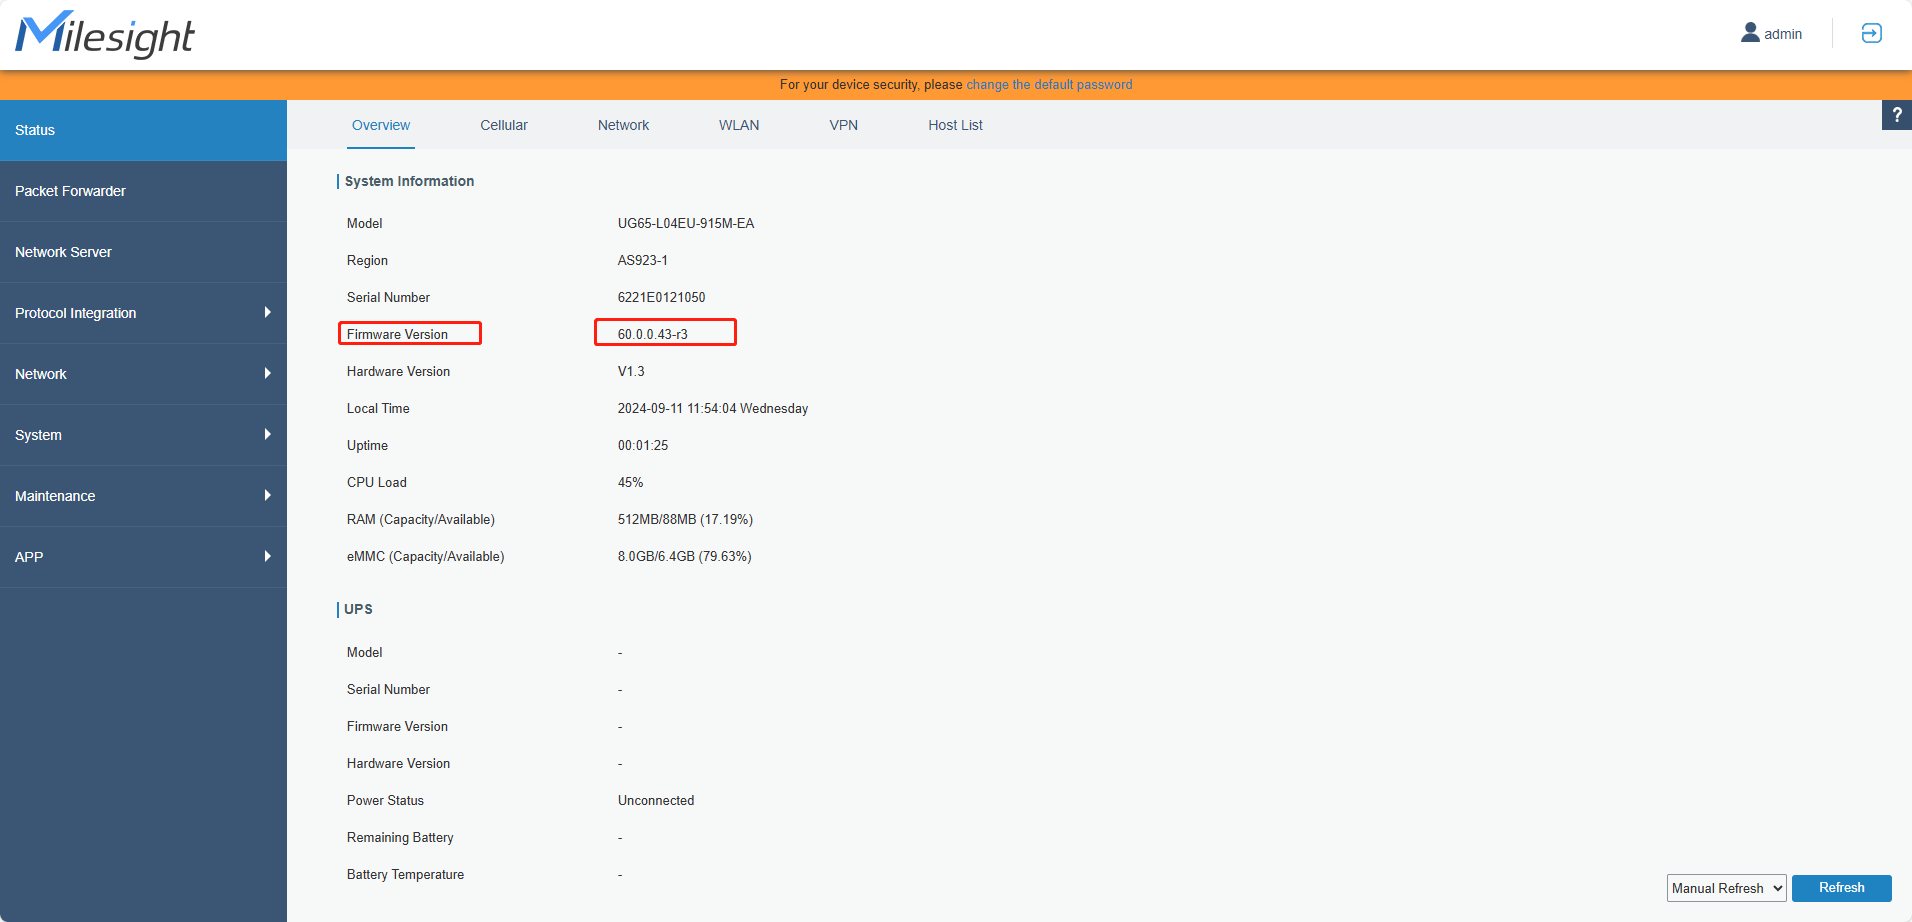 Milesight
admin
For your device security, please change the default password
Status
Packet Forwarder
Network Server
Protocol Integration
Network
System
Maintenance
APP
Overview Cellular Network WLAN VPN Host List
?
System Information
Model UG65-L04EU-915M-EA
Region AS923-1
Serial Number 6221E0121050
Firmware Version 60.0.0.43-r3
Hardware Version V1.3
Local Time 2024-09-11 11:54:04 Wednesday
Uptime 00:01:25
CPU Load 45%
RAM (Capacity/Available) 512MB/88MB (17.19%)
eMMC (Capacity/Available) 8.0GB/6.4GB (79.63%)
UPS
Model -
Serial Number -
Firmware Version -
Hardware Version -
Power Status Unconnected
Remaining Battery -
Battery Temperature -
Manual Refresh Refresh